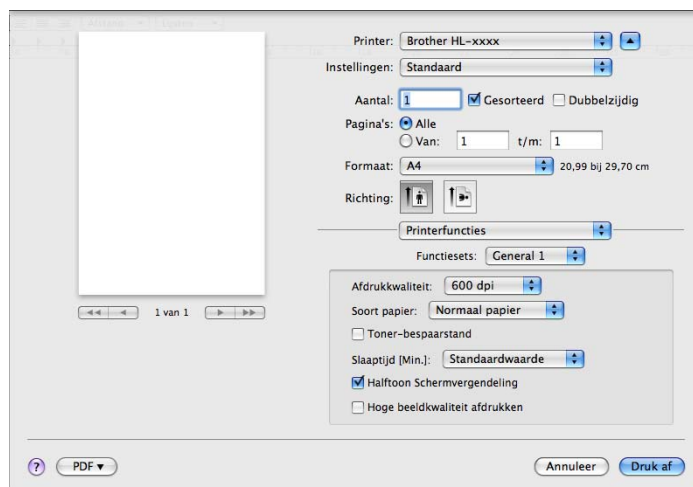 Printer: Brother HL-xxxx
Instellingen: Standaard
Aantal: 1 Gesorteerd Dubbelzijdig
Pagina's: Alle
Van: 1 t/m: 1
Formaat: A4 20,99 bij 29,70 cm
Richting:
Printerfuncties
Functiesets: General 1
Afdrukkwaliteit: 600 dpi
Soort papier: Normaal papier
1 van 1
Toner-bespaarstand
Slaaptijd [Min.]: Standaardwaarde
Halftoon Schermvergendeling
Hoge beeldkwaliteit afdrukken
? PDF▼ Annuleer Druk af